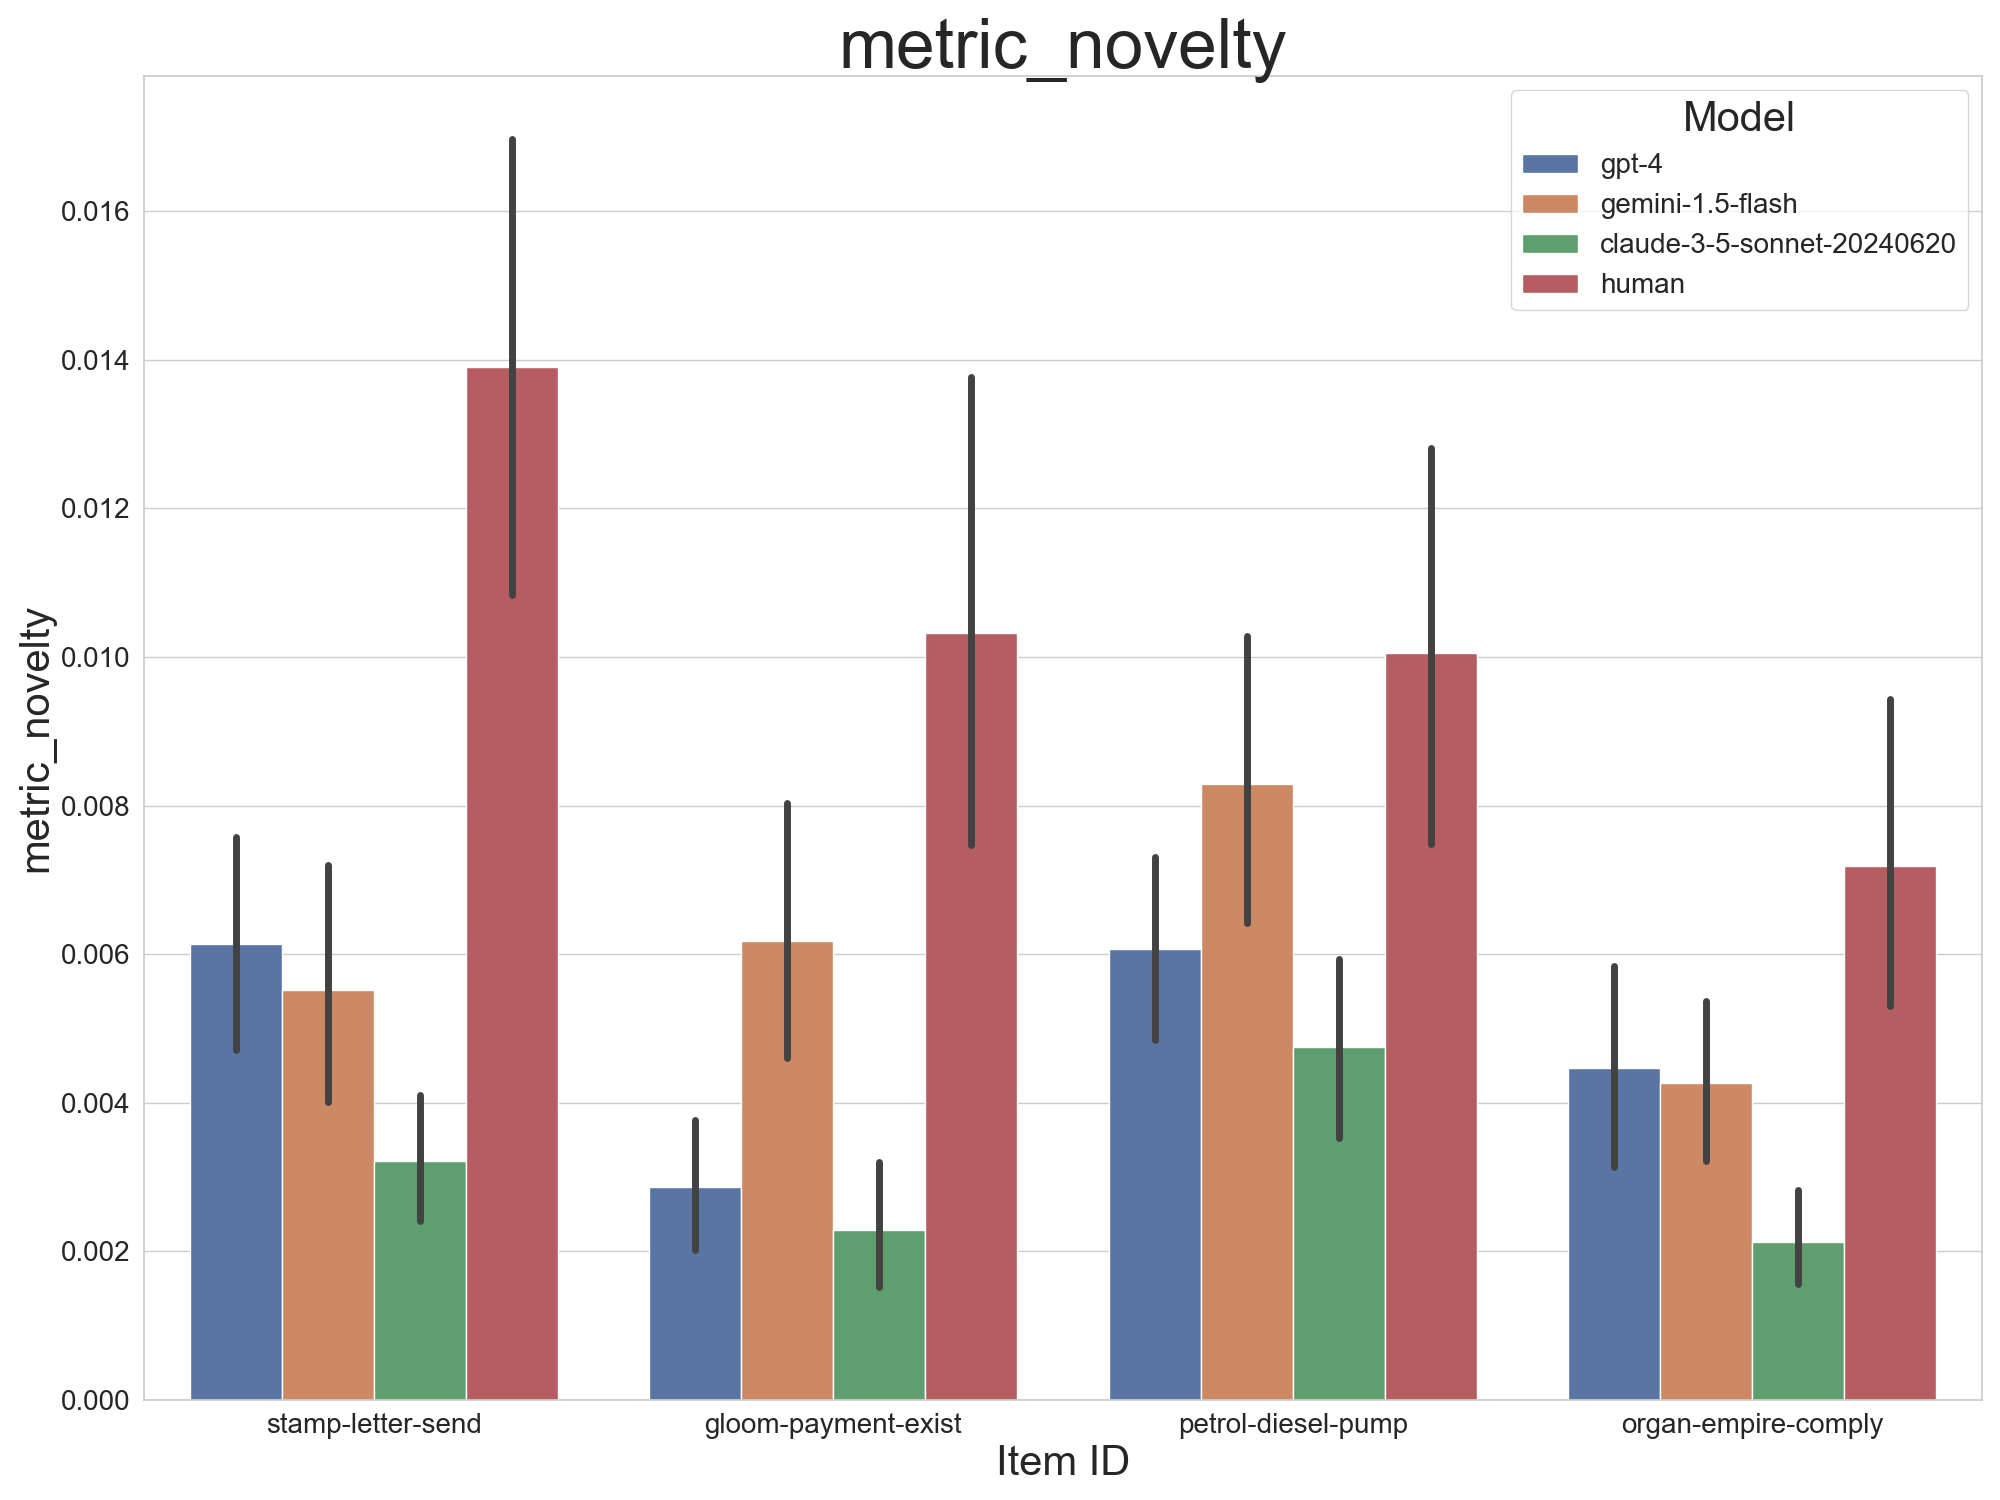 metric_novelty
Model
gpt-4
gemini-1.5-flash
claude-3-5-sonnet-20240620
human
metric_novelty
0.016
0.014
0.012
0.010
0.008
0.006
0.004
0.002
0.000
stamp-letter-send
gloom-payment-exist
petrol-diesel-pump
organ-empire-comply
Item ID